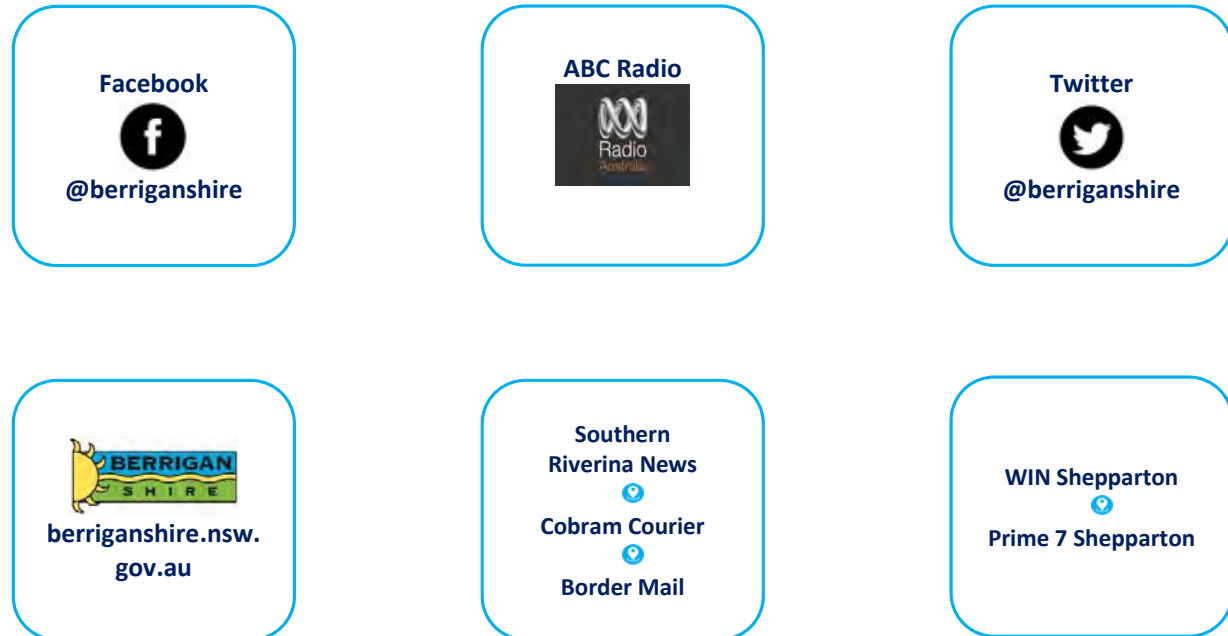 Facebook
@berriganshire
ABC Radio
Radio
Australia
Twitter
@berriganshire
BERRIGAN
SHIRE
berriganshire.nsw.
gov.au
Southern
Riverina News
Cobram Courier
Border Mail
WIN Shepparton
Prime 7 Shepparton